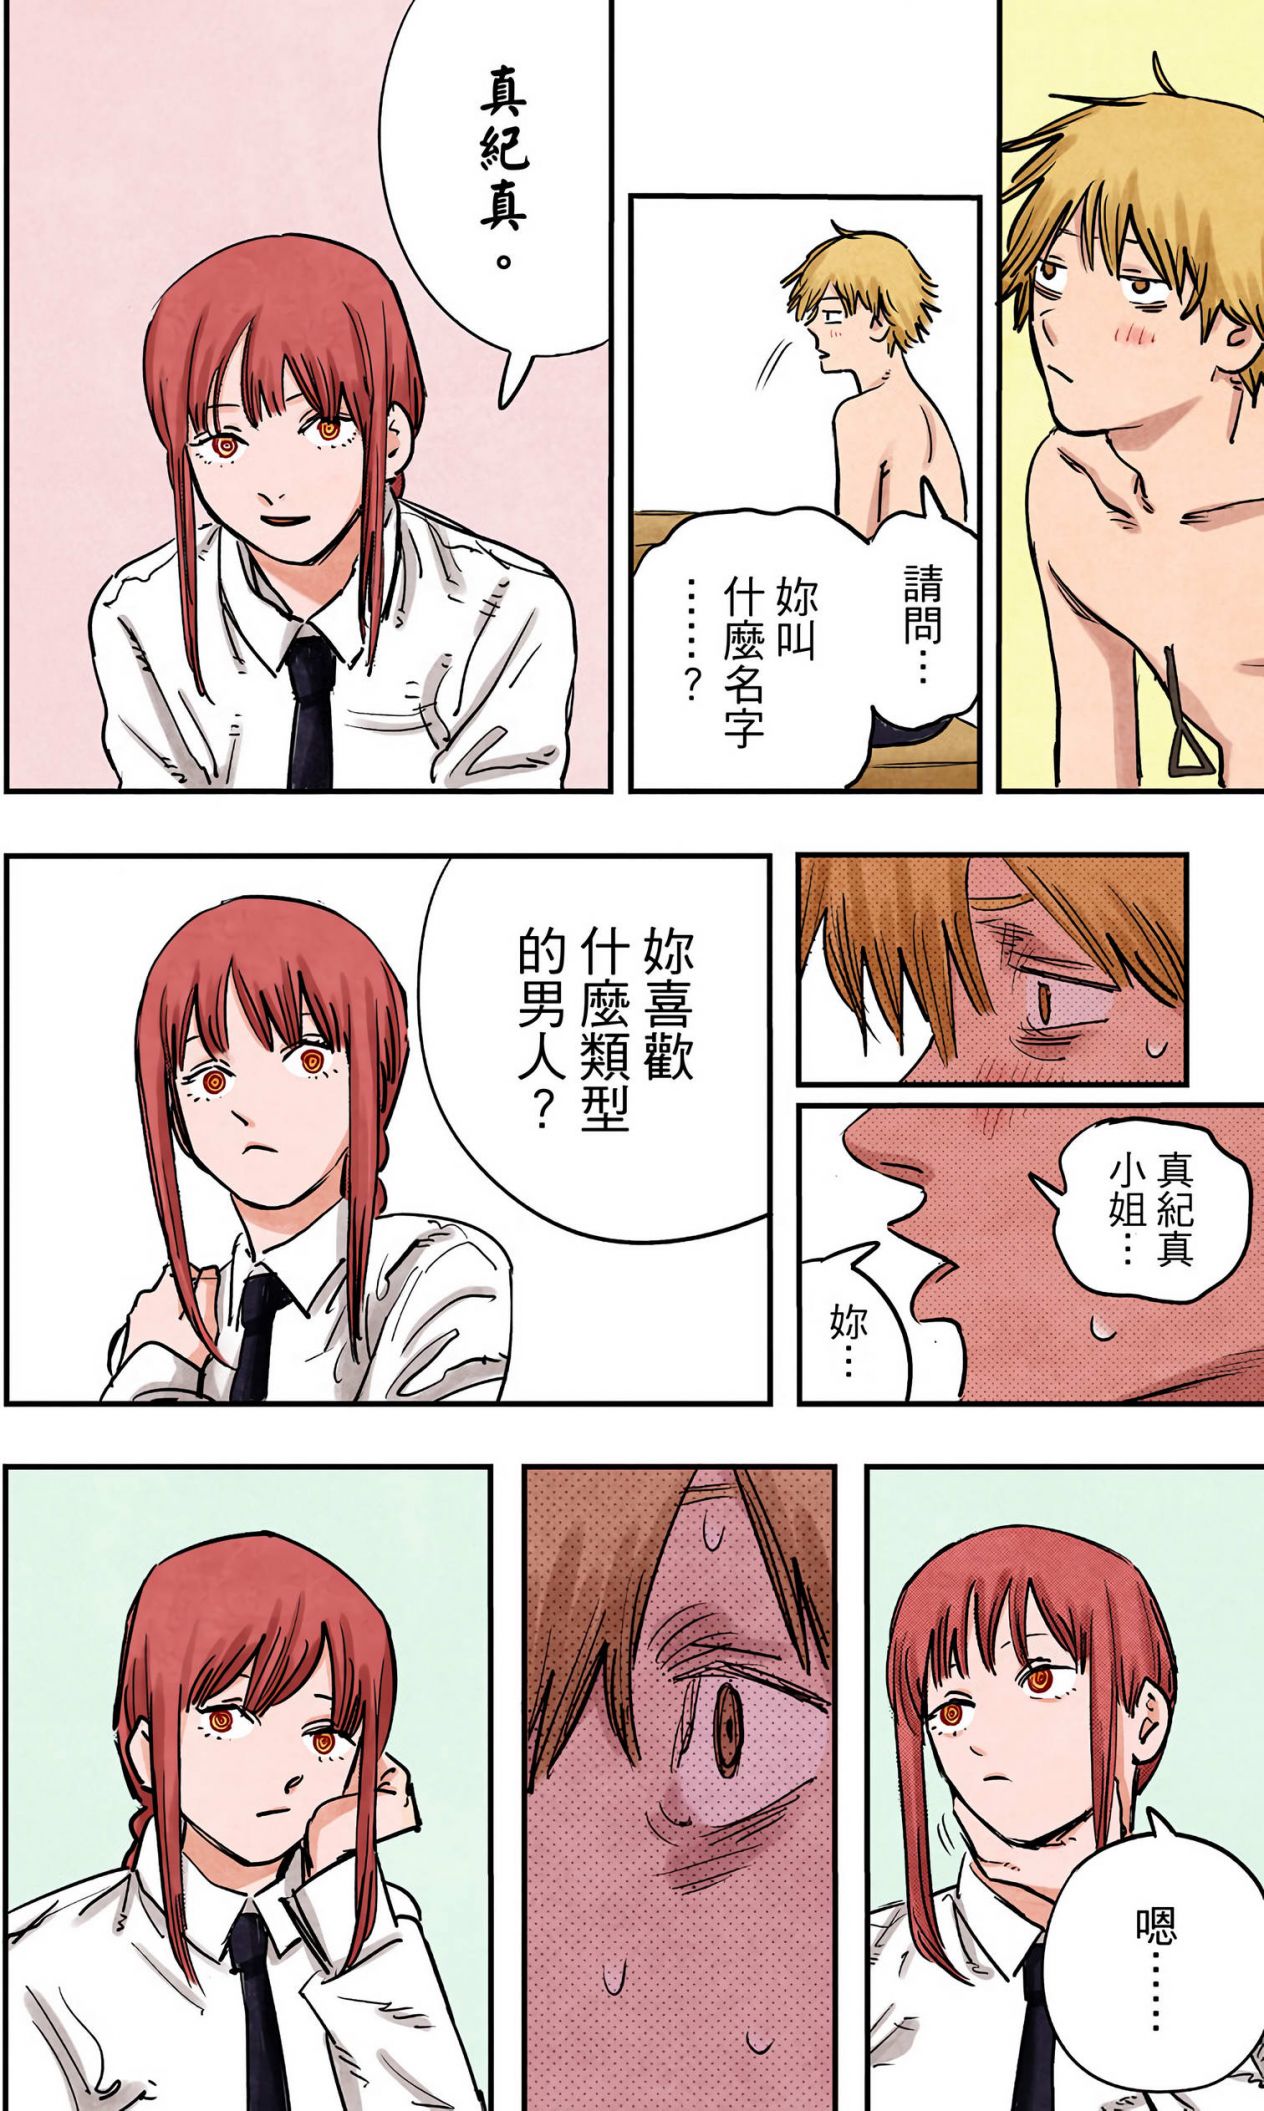 請問…
妳叫
什麼名字
……？
真紀真。
真紀真
小姐…
妳…
妳喜歡
什麼類型
的男人？
嗯……